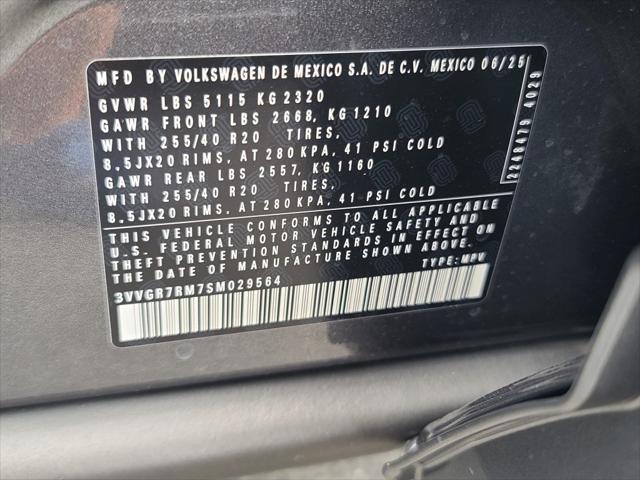 MFD BY VOLKSWAGEN DE MEXICO S.A. DE C.V. MEXICO 06/25
GVWR LBS 5115 KG 2320
GAWR FRONT LBS 2668, KG 1210
WITH 255/40 R20 TIRES,
8,5JX20 RIMS, AT 280 KPA, 41 PSI COLD
GAWR REAR LBS 2557, KG 1160
WITH 255/40 R20 TIRES,
8,5JX20 RIMS, AT 280 KPA, 41 PSI COLD
THIS VEHICLE CONFORMS TO ALL APPLICABLE
U.S. FEDERAL MOTOR VEHICLE SAFETY AND
THEFT PREVENTION STANDARDS IN EFFECT ON
THE DATE OF MANUFACTURE SHOWN ABOVE.
TYPE: MPV
3VVGR7RM7SM029564
2248479 4029